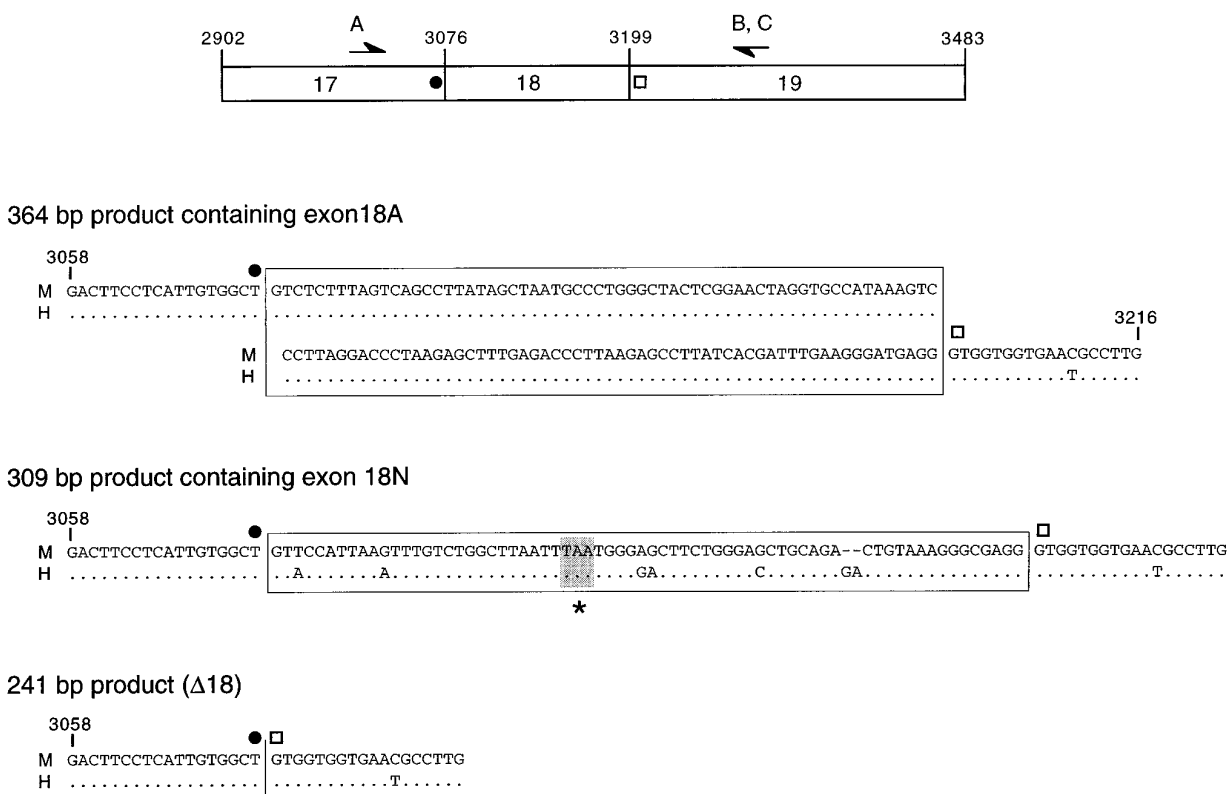 A B, C
2902 3076 3199 3483
17 ● 18 □ 19
364 bp product containing exon18A
3058
●
M GACTTCCTCATTGTGGCT GTCTCTTTAGTCAGCCTTATAGCTAATGCCCTGGGCTACTCGGAACTAGGTGCCATAAAGTC
H .................. .............................................................
□ 3216
M CCTTAGGACCCTAAGAGCTTTGAGACCCTTAAGAGCCTTATCACGATTTGAAGGGATGAGG GTGGTGGTGAACGCCTTG
H ............................................................. ...........T......
309 bp product containing exon 18N
3058
● □
M GACTTCCTCATTGTGGCT GTTCCATTAAGTTTGTCTGGCTTAATTTAATGGGAGCTTCTGGGAGCTGCAGA--CTGTAAAGGGCGAGG GTGGTGGTGAACGCCTTG
H .................. ..A.......A.......................GA.........C.......GA.................. ...........T......
*
241 bp product (Δ18)
3058
● □
M GACTTCCTCATTGTGGCT GTGGTGGTGAACGCCTTG
H .................. ...........T......